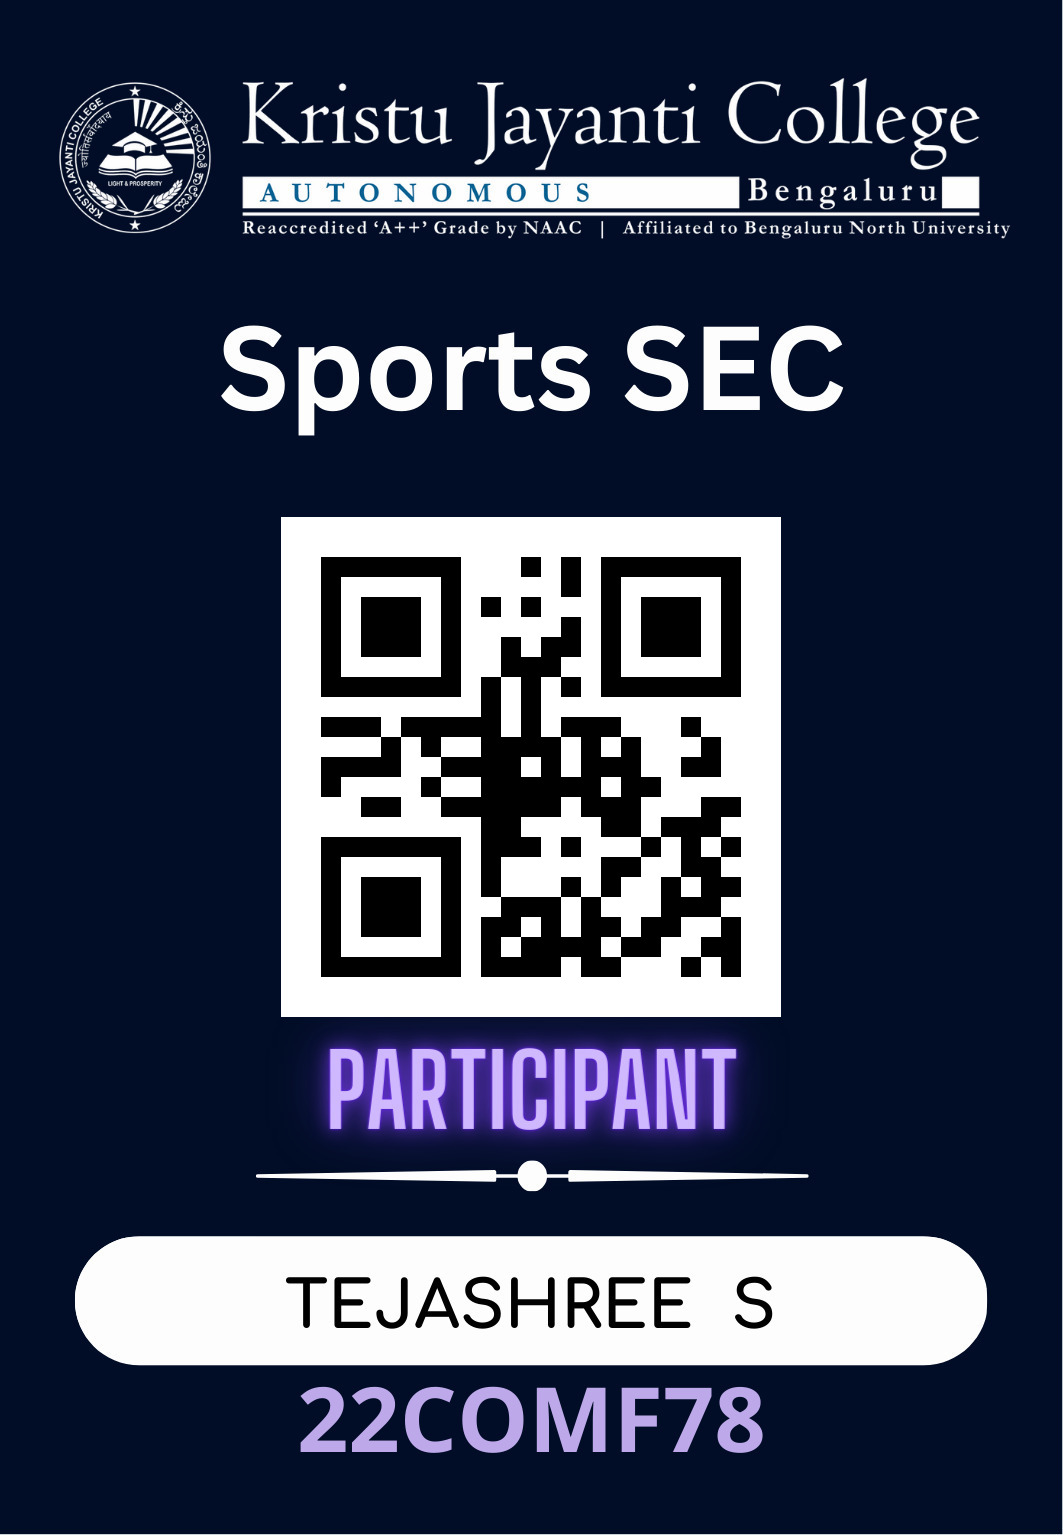 Kristu Jayanti College
AUTONOMOUS Bengaluru
Reaccredited ‘A++’ Grade by NAAC | Affiliated to Bengaluru North University
KRISTU JAYANTI COLLEGE
LIGHT & PROSPERITY
Sports SEC
PARTICIPANT
TEJASHREE S
22COMF78